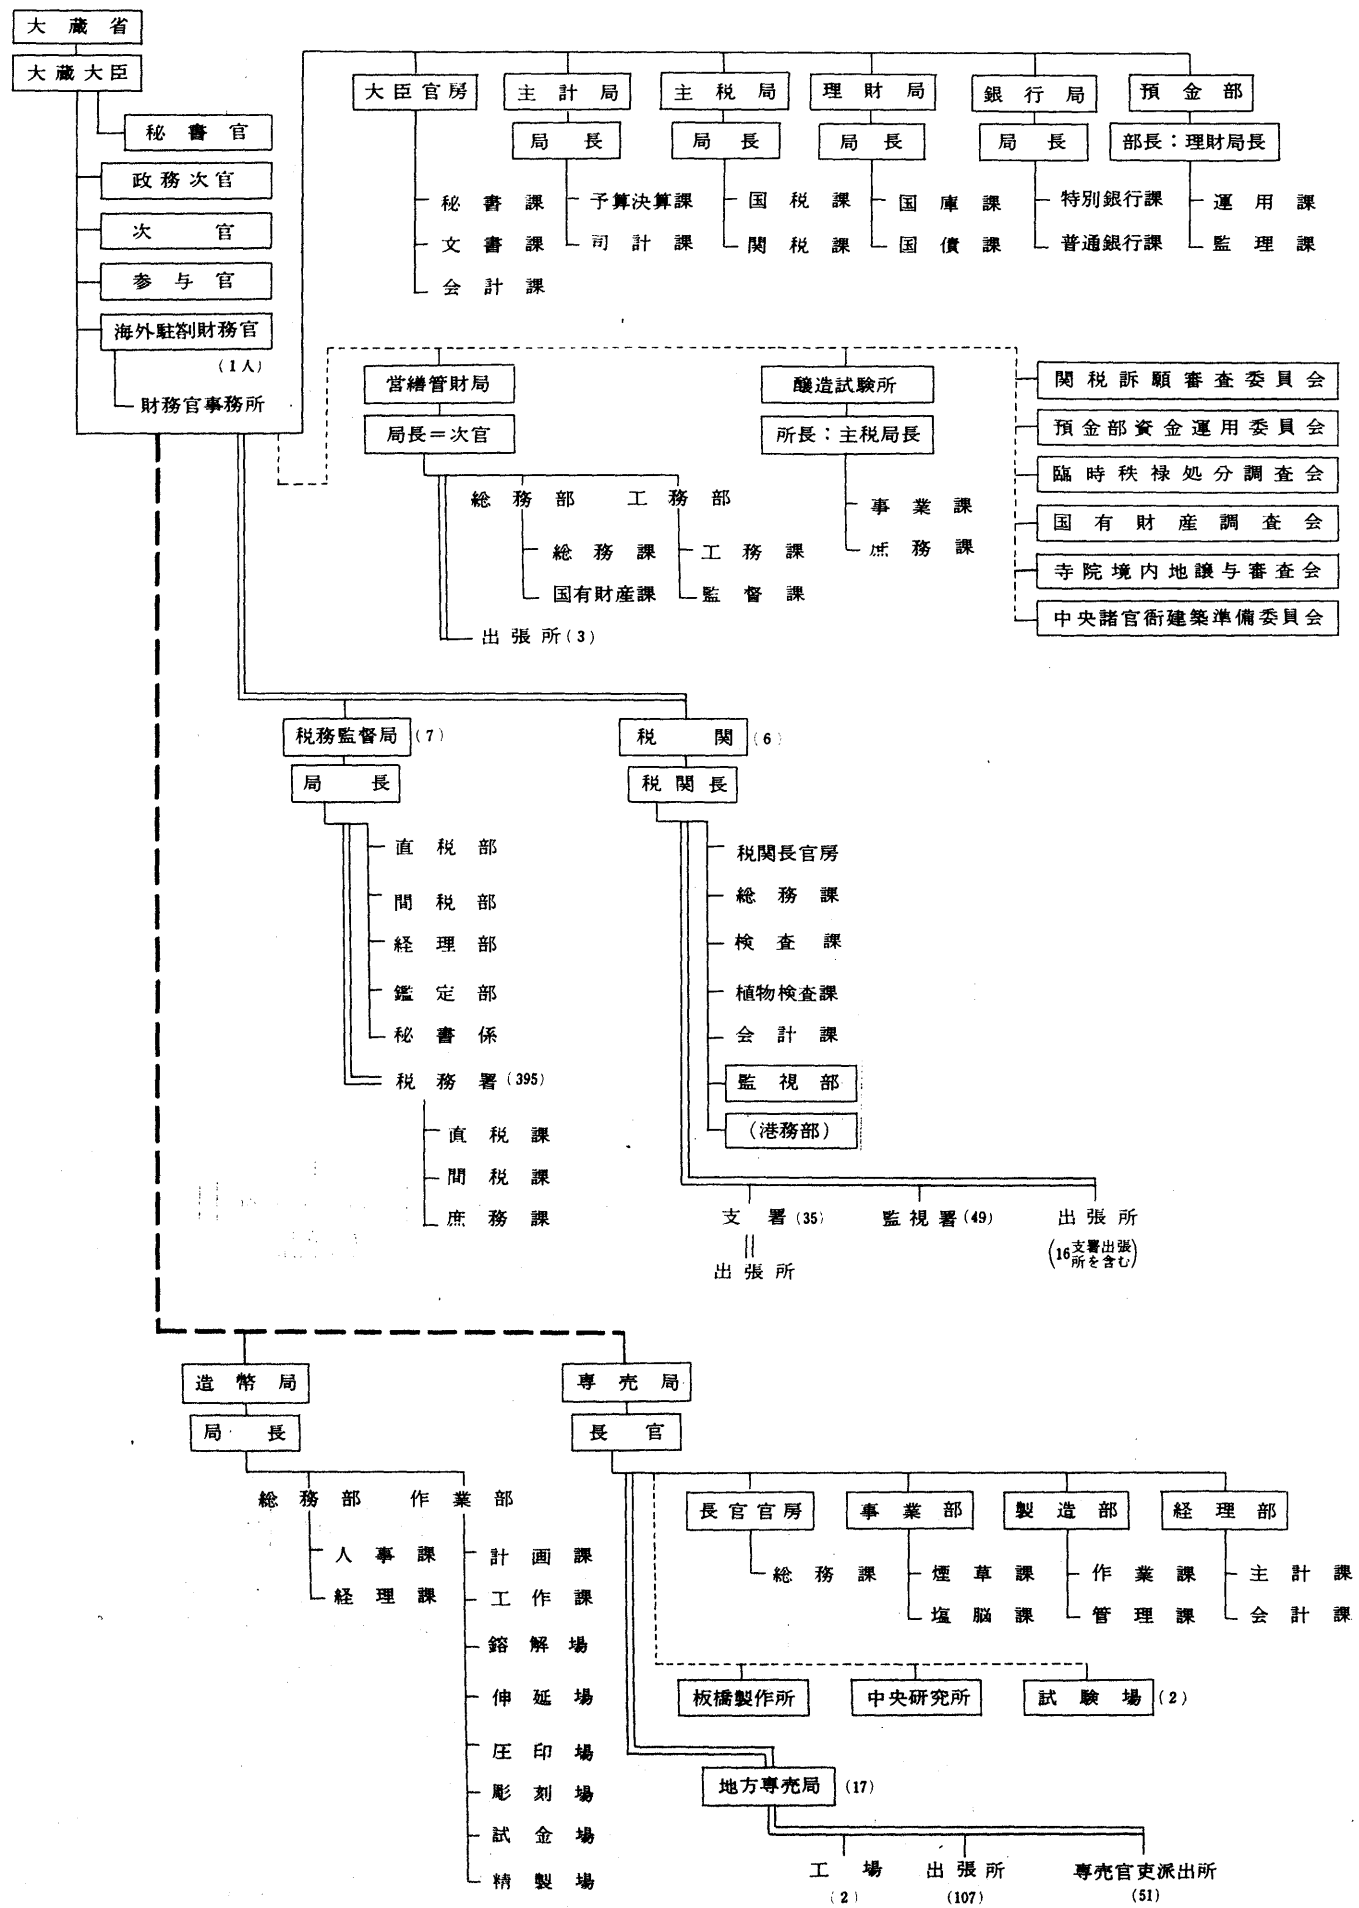 大蔵省
大蔵大臣
秘書官
政務次官
次官
参与官
海外駐劄財務官
(1人)
財務官事務所
大臣官房
秘書課
文書課
会計課
主計局
局長
予算決算課
司計課
主税局
局長
国税課
関税課
理財局
局長
国庫課
国債課
銀行局
局長
特別銀行課
普通銀行課
預金部
部長：理財局長
運用課
監理課
営繕管財局
局長＝次官
総務部
総務課
国有財産課
工務部
工務課
監督課
出張所(3)
醸造試験所
所長：主税局長
事業課
庶務課
関税訴願審査委員会
預金部資金運用委員会
臨時秩禄処分調査会
国有財産調査会
寺院境内地譲与審査会
中央諸官衙建築準備委員会
税務監督局(7)
局長
直税部
間税部
経理部
鑑定部
秘書係
税務署(395)
直税課
間税課
庶務課
税関(6)
税関長
税関長官房
総務課
検査課
植物検査課
会計課
監視部
(港務部)
支署(35)
出張所
監視署(49)
出張所
(16支署出張
所を含む)
造幣局
局長
総務部
人事課
経理課
作業部
計画課
工作課
鎔解場
伸延場
圧印場
彫刻場
試金場
精製場
専売局
長官
長官官房
総務課
事業部
煙草課
塩脳課
製造部
作業課
管理課
経理部
主計課
会計課
板橋製作所
中央研究所
試験場(2)
地方専売局(17)
工場
(2)
出張所
(107)
専売官吏派出所
(51)